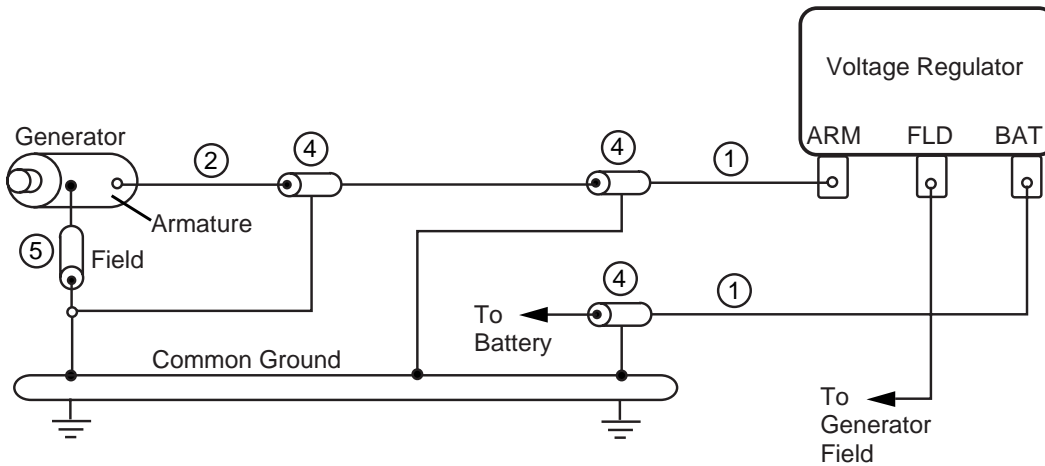 Voltage Regulator
Generator
ARM FLD BAT
2 4 4 1
Armature
5 Field
4 1
To
Battery
Common Ground
To
Generator
Field